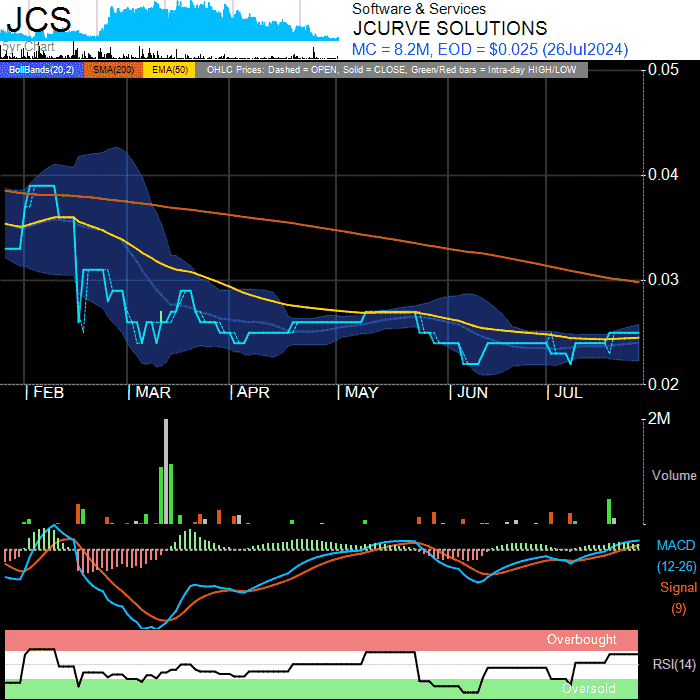 JCS
5yr Chart
Software & Services
JCURVE SOLUTIONS
MC = 8.2M, EOD = $0.025 (26Jul2024)
BollBands(20,2) SMA(200) EMA(50) OHLC Prices: Dashed = OPEN, Solid = CLOSE, Green/Red bars = Intra-day HIGH/LOW
0.05
0.04
0.03
0.02
FEB MAR APR MAY JUN JUL
2M
Volume
MACD
(12-26)
Signal
(9)
Overbought
RSI(14)
Oversold